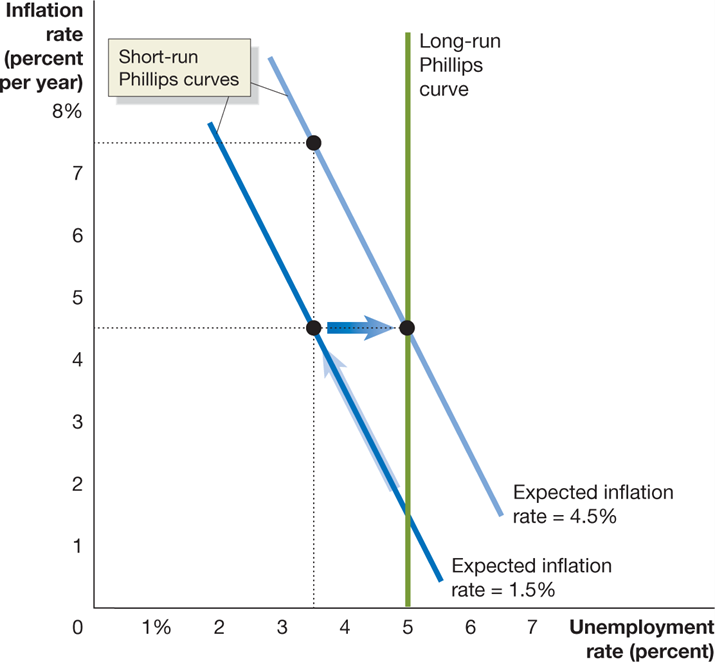 Inflation
rate
(percent
per year)
Short-run
Phillips curves
Long-run
Phillips
curve
8%
7
6
5
4
3
2
1
Expected inflation
rate = 4.5%
Expected inflation
rate = 1.5%
0 1% 2 3 4 5 6 7 Unemployment
rate (percent)